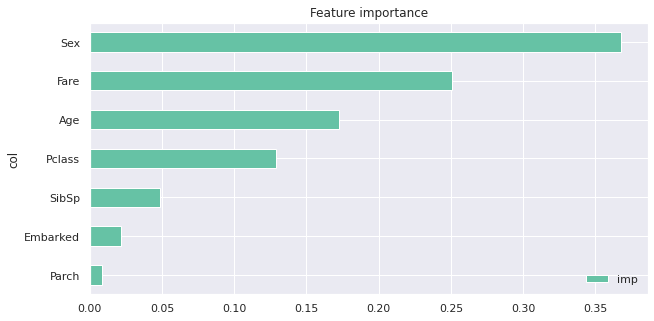 Feature importance
col
Sex
Fare
Age
Pclass
SibSp
Embarked
Parch
imp
0.00 0.05 0.10 0.15 0.20 0.25 0.30 0.35